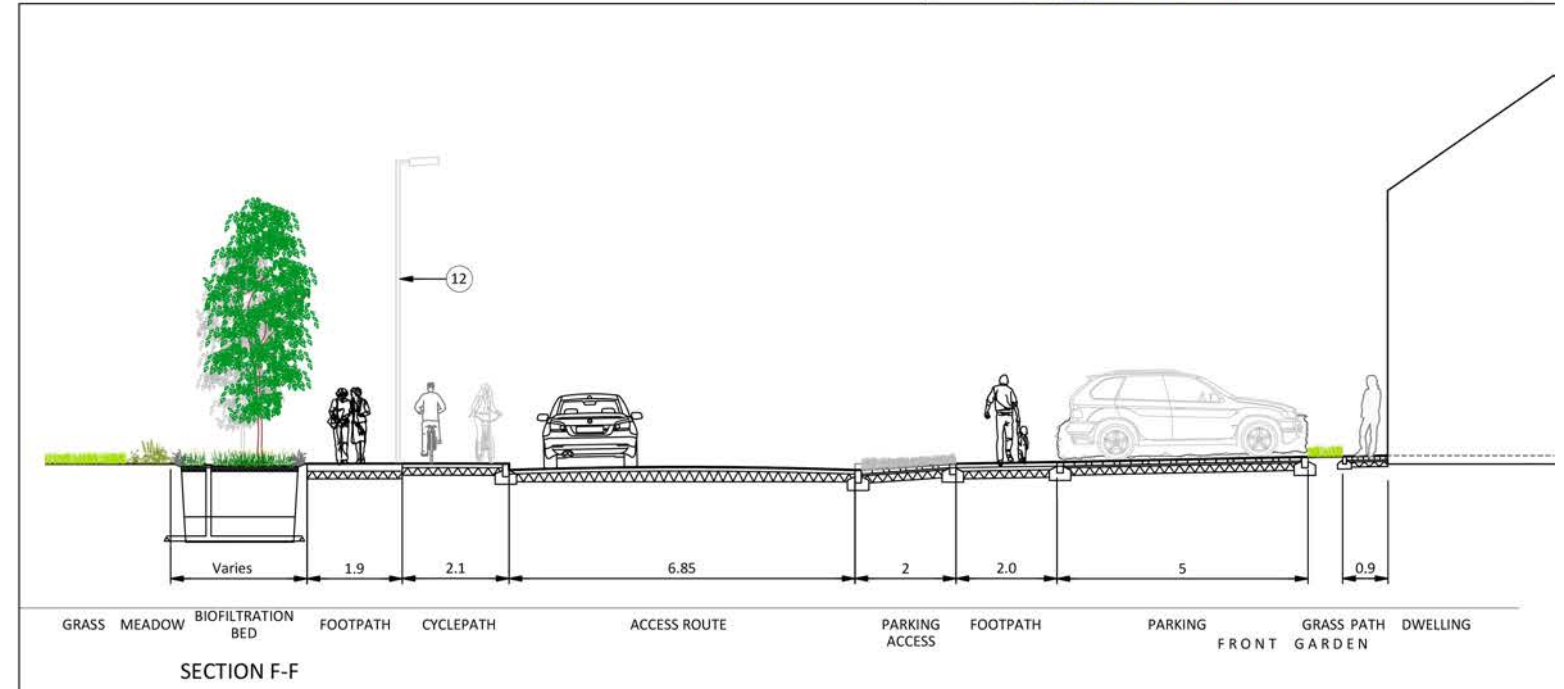 12
Varies 1.9 2.1 6.85 2 2.0 5 0.9
GRASS MEADOW BIOFILTRATION BED FOOTPATH CYCLEPATH ACCESS ROUTE PARKING ACCESS FOOTPATH PARKING GRASS PATH DWELLING
FRONT GARDEN
SECTION F-F